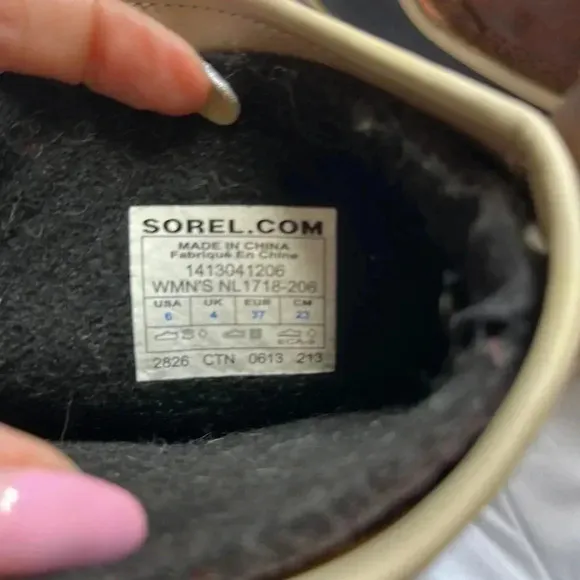 SOREL.COM
MADE IN CHINA
Fabriqué En Chine
1413041206
WMN'S NL1718-206
USA UK EUR CM
6 4 37 23
2826 CTN 0613 213